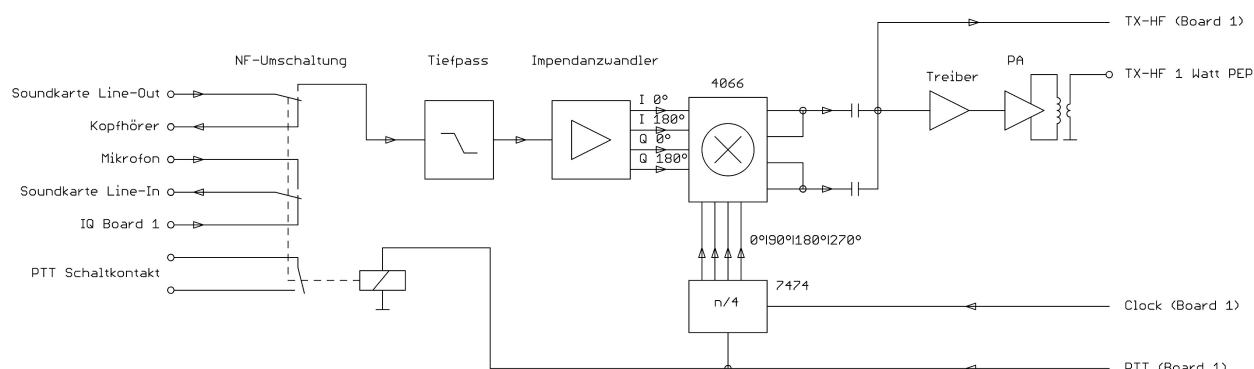 TX-HF (Board 1)
NF-Umschaltung
Tiefpass
Impendanzwandler
PA
4066
Treiber
TX-HF 1 Watt PEP
Soundkarte Line-Out
I 0°
Kopfhörer
I 180°
Q 0°
Mikrofon
Q 180°
Soundkarte Line-In
IQ Board 1
0°|90°|180°|270°
PTT Schaltkontakt
7474
n/4
Clock (Board 1)
PTT (Board 1)